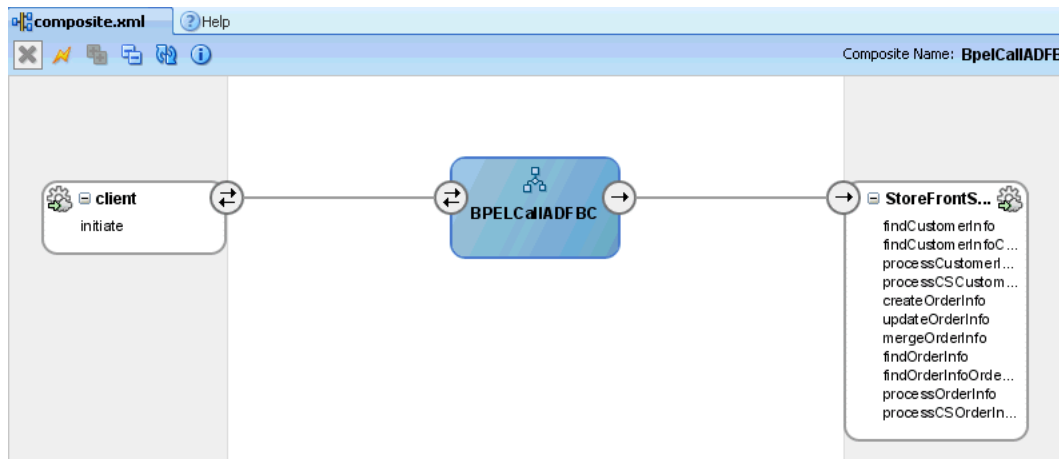 composite.xml
Help
Composite Name: BpelCallADFB
client
initiate
BPELCallADFBC
StoreFrontS...
findCustomerInfo
findCustomerInfoC...
processCustomerI...
processCSCustom...
createOrderInfo
updateOrderInfo
mergeOrderInfo
findOrderInfo
findOrderInfoOrde...
processOrderInfo
processCSOrderIn...